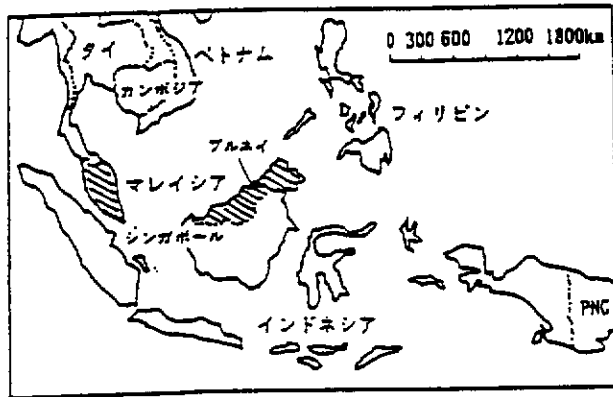 0 300 600 1200 1800km
タイ
ベトナム
カンボジア
フィリピン
ブルネイ
マレイシア
シンガポール
インドネシア
PNG